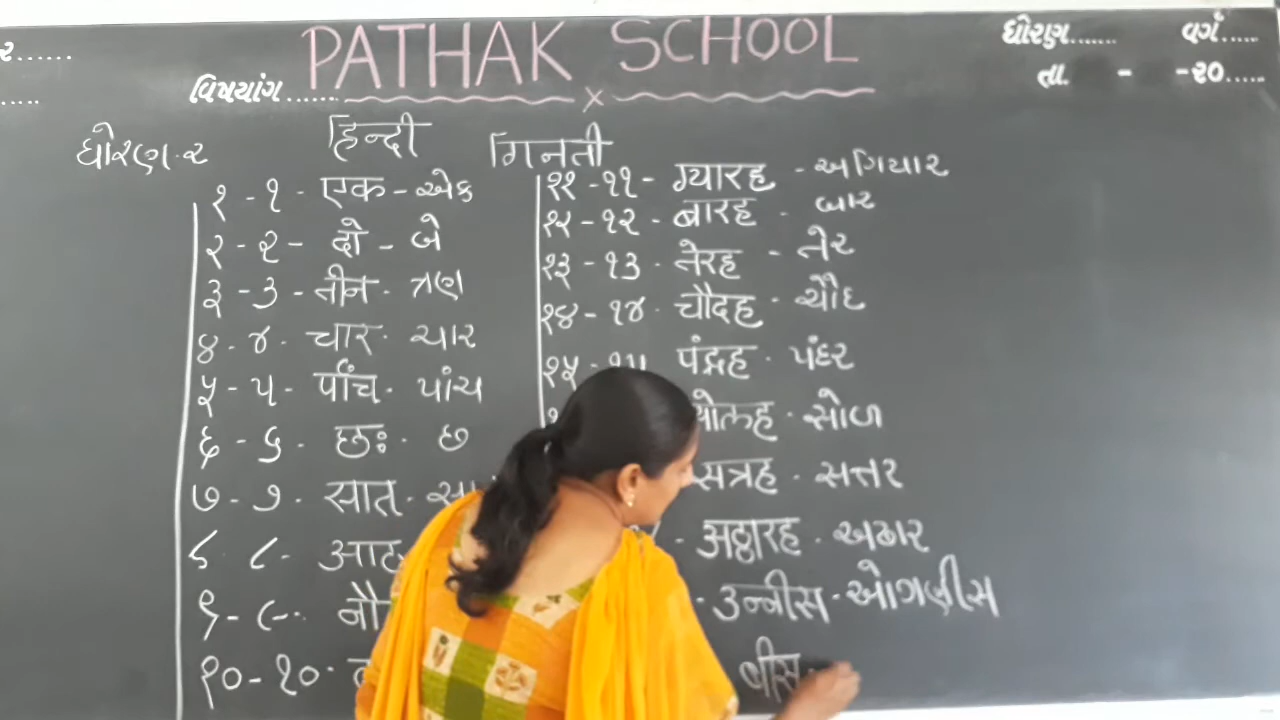 ર......
PATHAK SCHOOL
ધોરણ....... વર્ગ.....
વિષયાંગ......
તા. - -૨૦.....
ધોરણ.૨ हिन्दी गिनती
१ - ૧ - एक - એક
२ - ૨ - दो - બે
३ - ૩ - तीन - ત્રણ
४ - ૪ - चार - ચાર
५ - ૫ - पांच - પાંચ
६ - ૬ - छः - છ
७ - ૭ - सात - સા
८ - ૮ - आठ
९ - ૯ - नौ
१० - ૧૦ -
११ - ૧૧ - ग्यारह - અગિયાર
१२ - ૧૨ - बारह - બાર
१३ - ૧૩ - तेरह - તેર
१४ - ૧૪ - चौदह - ચૌદ
१५ - ૧૫ पंद्रह - પંદર
सोलह - સોળ
सत्रह - સત્તર
- अठ्ठारह - અઢાર
- उन्नीस - ઓગણીસ
बीस -